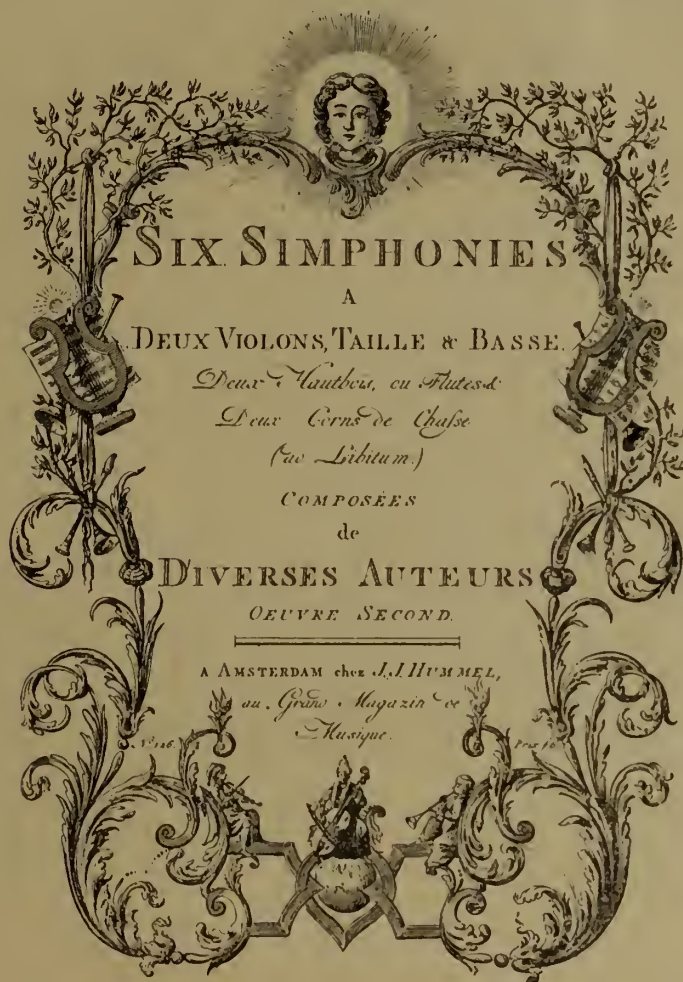 SIX SIMPHONIES
A
DEUX VIOLONS, TAILLE & BASSE.
Deux Hautbois, ou Flutes &
Deux Corns de Chasse
(ad Libitum.)
COMPOSÉES
de
DIVERSES AUTEURS
OEUVRE SECOND.
A AMSTERDAM chez J. J. HUMMEL,
au Grand Magazin de
Musique.